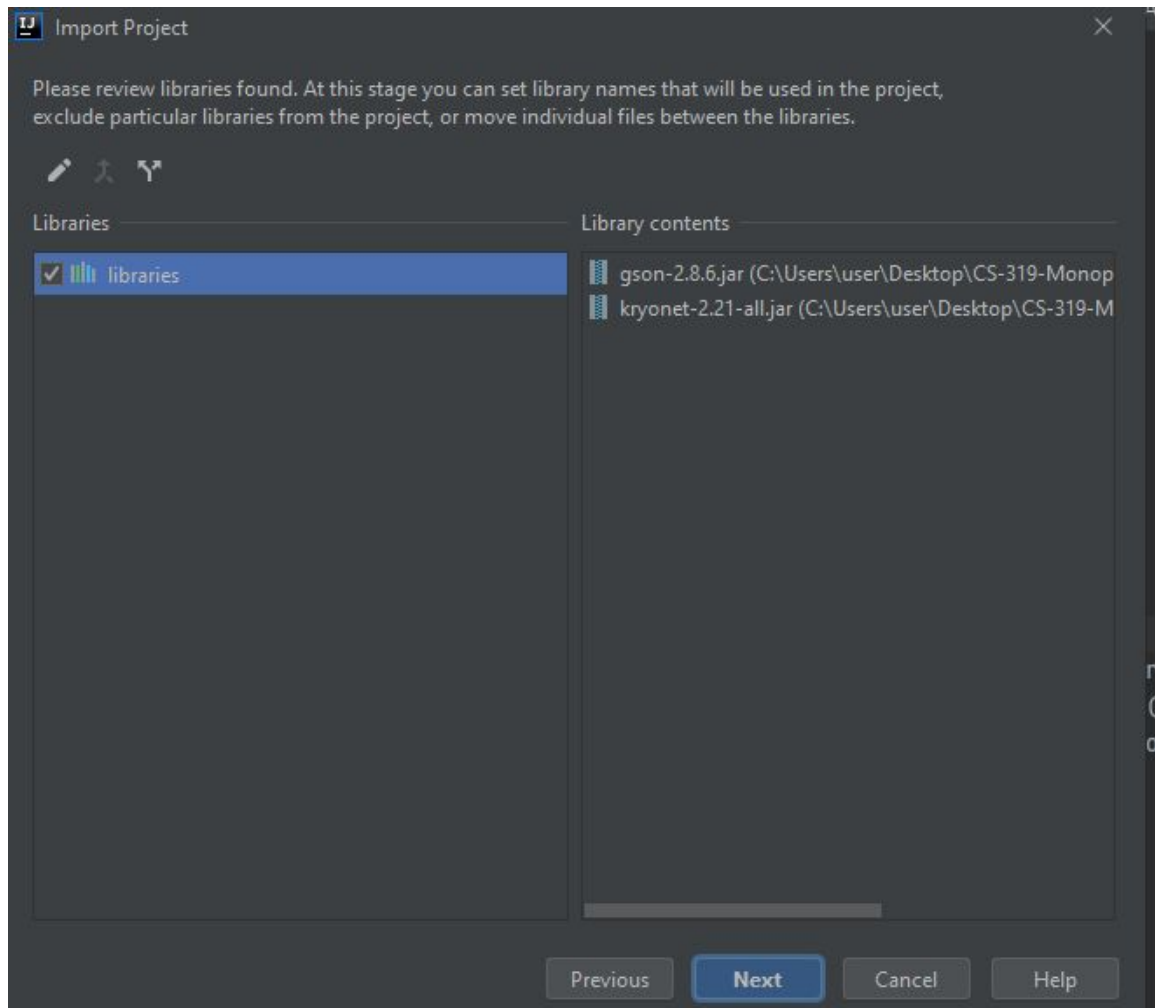 IJ Import Project
Please review libraries found. At this stage you can set library names that will be used in the project,
exclude particular libraries from the project, or move individual files between the libraries.
Libraries
libraries
Library contents
gson-2.8.6.jar (C:\Users\user\Desktop\CS-319-Monop
kryonet-2.21-all.jar (C:\Users\user\Desktop\CS-319-M
Previous Next Cancel Help